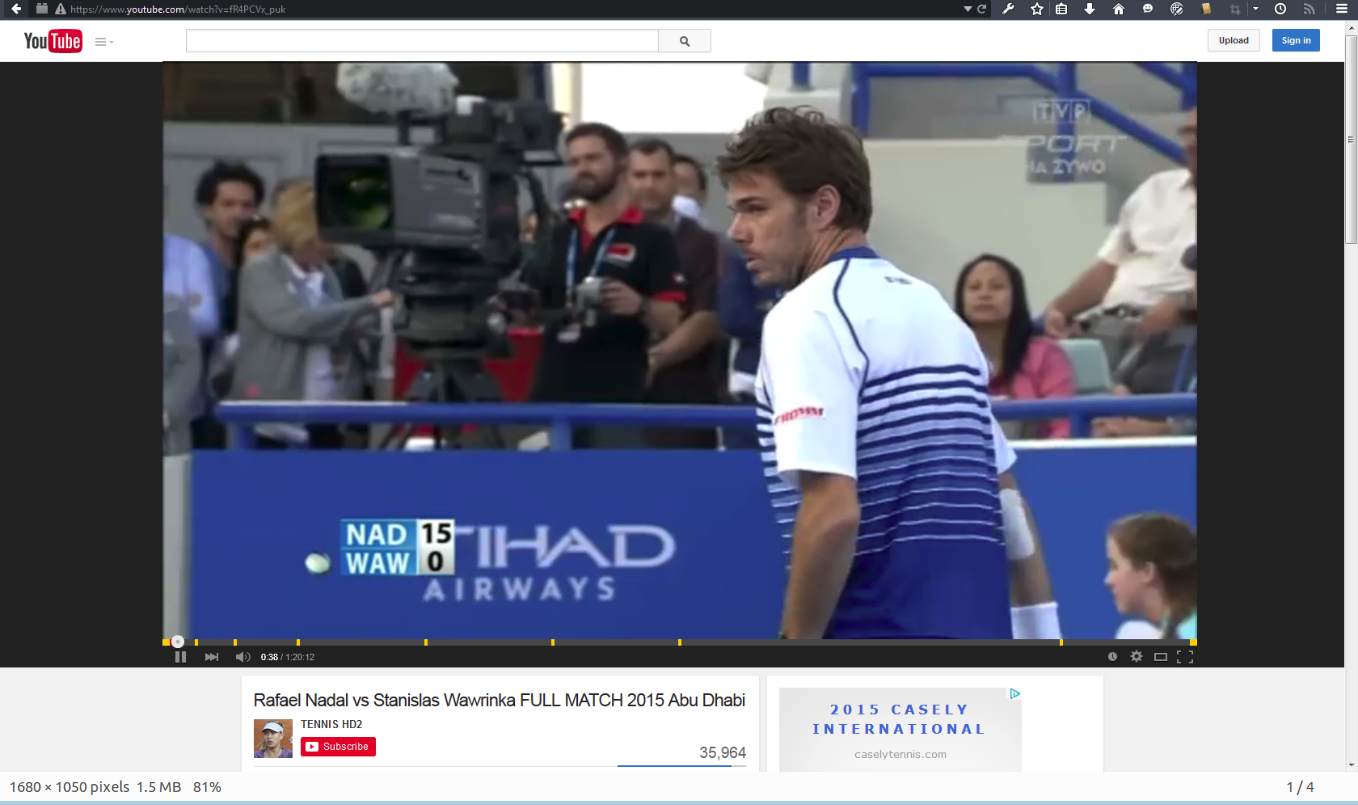 https://www.youtube.com/watch?v=fR4PCVx_puk
YouTube
Upload
Sign in
TVP
SPORT
NA ŻYWO
FROMM
NAD 15
WAW 0
ETIHAD
AIRWAYS
0:38 / 1:20:12
Rafael Nadal vs Stanislas Wawrinka FULL MATCH 2015 Abu Dhabi
TENNIS HD2
Subscribe
35,964
2015 CASELY
INTERNATIONAL
caselytennis.com
1680 × 1050 pixels 1.5 MB 81%
1 / 4